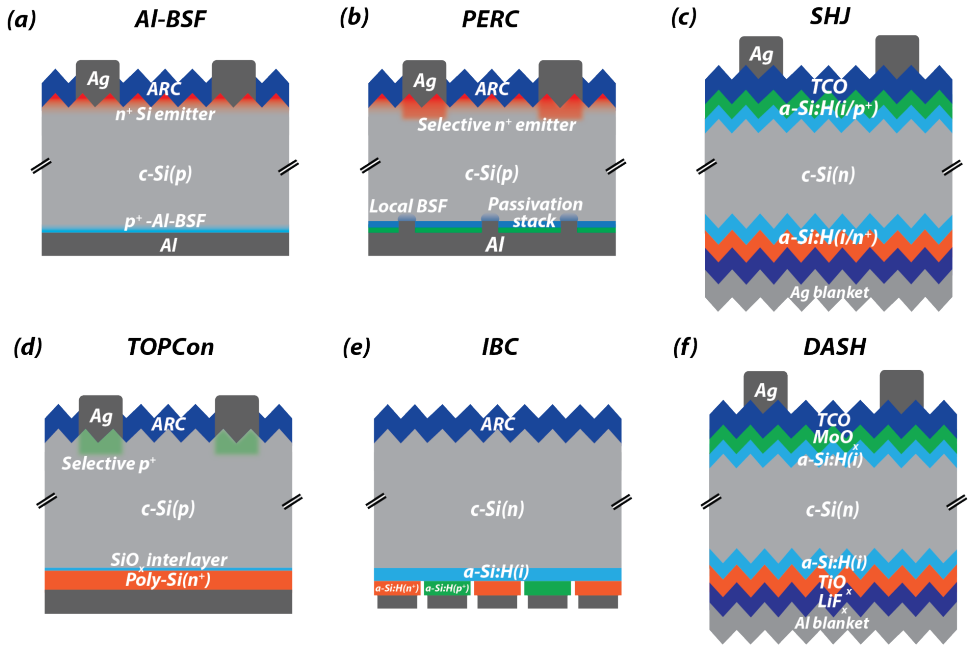 (a) Al-BSF
Ag
ARC
n⁺ Si emitter
c-Si(p)
p⁺ -Al-BSF
Al
(b) PERC
Ag
ARC
Selective n⁺ emitter
c-Si(p)
Local BSF
Passivation
stack
Al
(c) SHJ
Ag
TCO
a-Si:H(i/p⁺)
c-Si(n)
a-Si:H(i/n⁺)
Ag blanket
(d) TOPCon
Ag
ARC
Selective p⁺
c-Si(p)
SiOₓ interlayer
Poly-Si(n⁺)
(e) IBC
ARC
c-Si(n)
a-Si:H(i)
a-Si:H(n⁺) a-Si:H(p⁺)
(f) DASH
Ag
TCO
MoOₓ
a-Si:H(i)
c-Si(n)
a-Si:H(i)
TiOₓ
LiFₓ
Al blanket